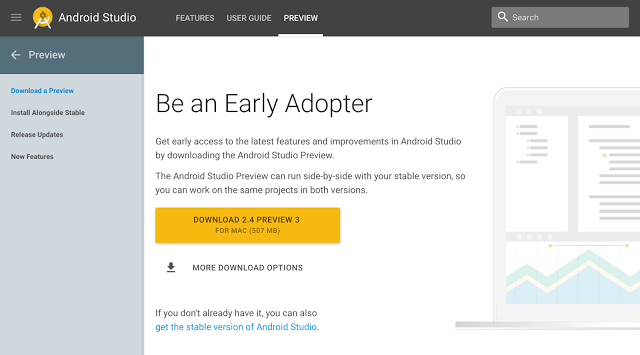 Android Studio
FEATURES
USER GUIDE
PREVIEW
Search
Preview
Download a Preview
Install Alongside Stable
Release Updates
New Features
Be an Early Adopter
Get early access to the latest features and improvements in Android Studio
by downloading the Android Studio Preview.
The Android Studio Preview can run side-by-side with your stable version, so
you can work on the same projects in both versions.
DOWNLOAD 2.4 PREVIEW 3
FOR MAC (507 MB)
MORE DOWNLOAD OPTIONS
If you don't already have it, you can also
get the stable version of Android Studio.